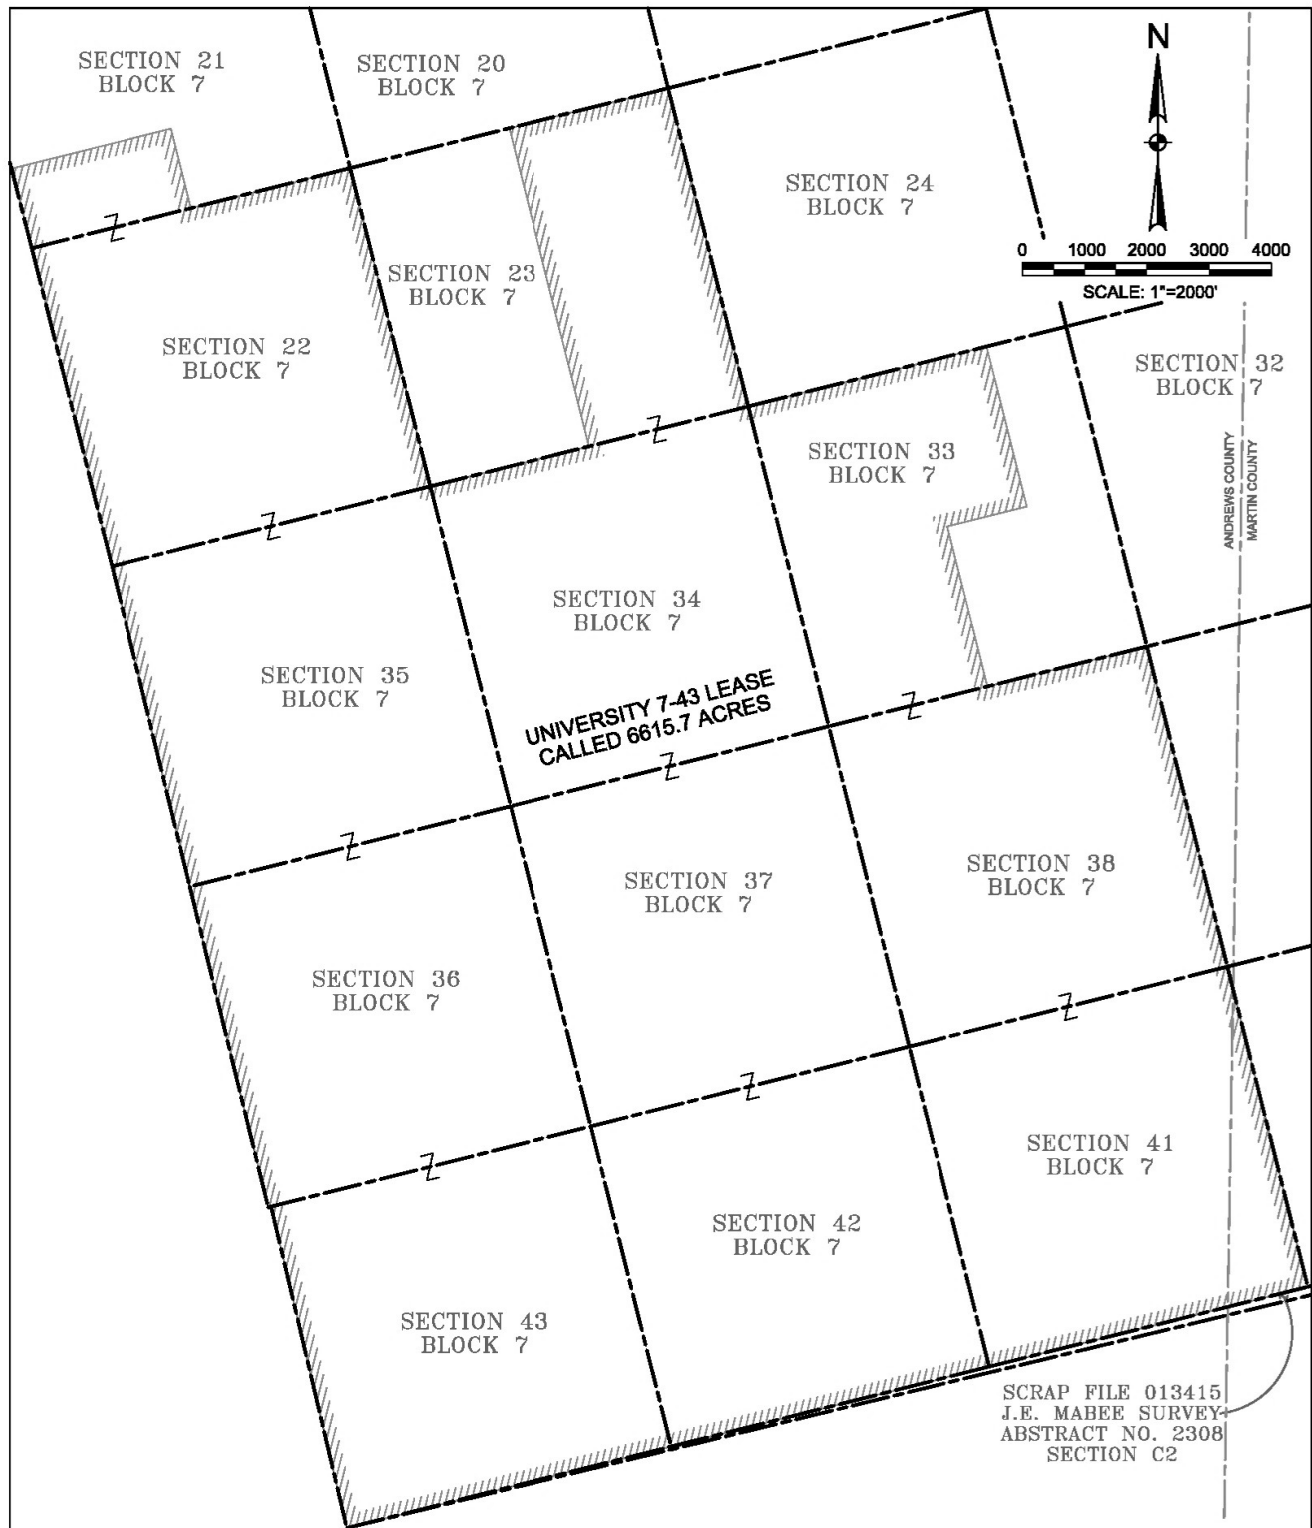 SECTION 21
BLOCK 7
SECTION 20
BLOCK 7
N
SECTION 24
BLOCK 7
0 1000 2000 3000 4000
SCALE: 1"=2000'
SECTION 23
BLOCK 7
SECTION 22
BLOCK 7
SECTION 32
BLOCK 7
SECTION 33
BLOCK 7
ANDREWS COUNTY
MARTIN COUNTY
SECTION 34
BLOCK 7
SECTION 35
BLOCK 7
UNIVERSITY 7-43 LEASE
CALLED 6615.7 ACRES
SECTION 38
BLOCK 7
SECTION 37
BLOCK 7
SECTION 36
BLOCK 7
SECTION 41
BLOCK 7
SECTION 42
BLOCK 7
SECTION 43
BLOCK 7
SCRAP FILE 013415
J.E. MABEE SURVEY
ABSTRACT NO. 2308
SECTION C2